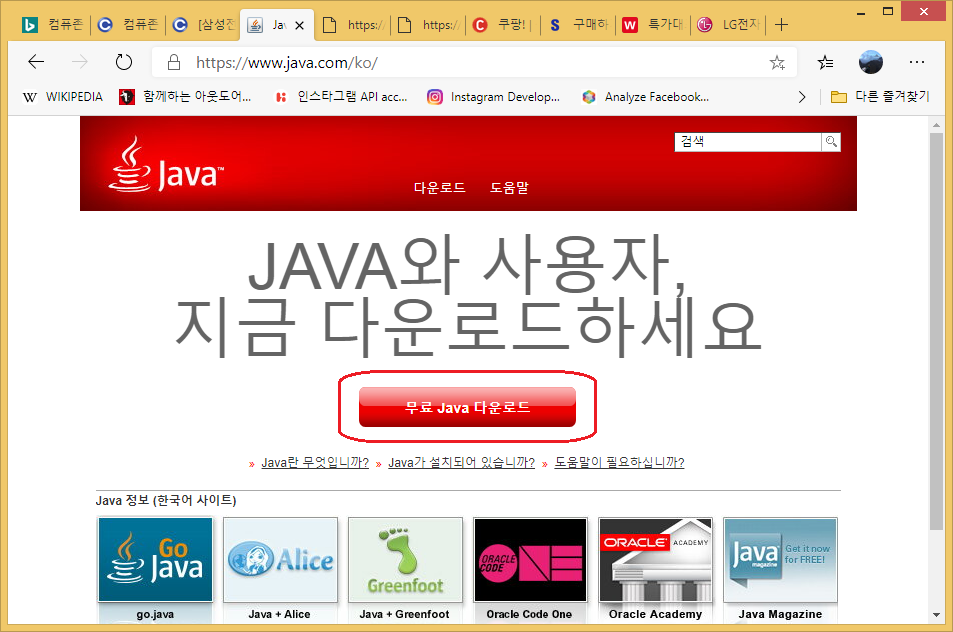 컴퓨존 컴퓨존 [삼성전 Jav https:/ https:/ 쿠팡! 구매하 특가대 LG전자
https://www.java.com/ko/
WIKIPEDIA 함께하는 아웃도어... 인스타그램 API acc... Instagram Develop... Analyze Facebook... 다른 즐겨찾기
검색
Java™
다운로드 도움말
JAVA와 사용자,
지금 다운로드하세요
무료 Java 다운로드
» Java란 무엇입니까? » Java가 설치되어 있습니까? » 도움말이 필요하십니까?
Java 정보 (한국어 사이트)
Go
Java
Alice
Greenfoot
ORACLE
CODE
ONE
ORACLE ACADEMY
Java
magazine
Get it now
for FREE!
go.java Java + Alice Java + Greenfoot Oracle Code One Oracle Academy Java Magazine